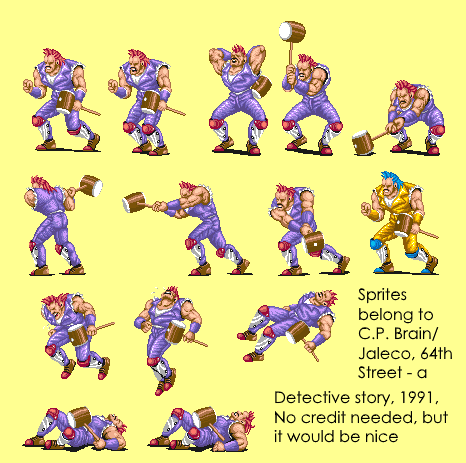 Sprites
belong to
C.P. Brain/
Jaleco, 64th
Street - a
Detective story, 1991,
No credit needed, but
it would be nice